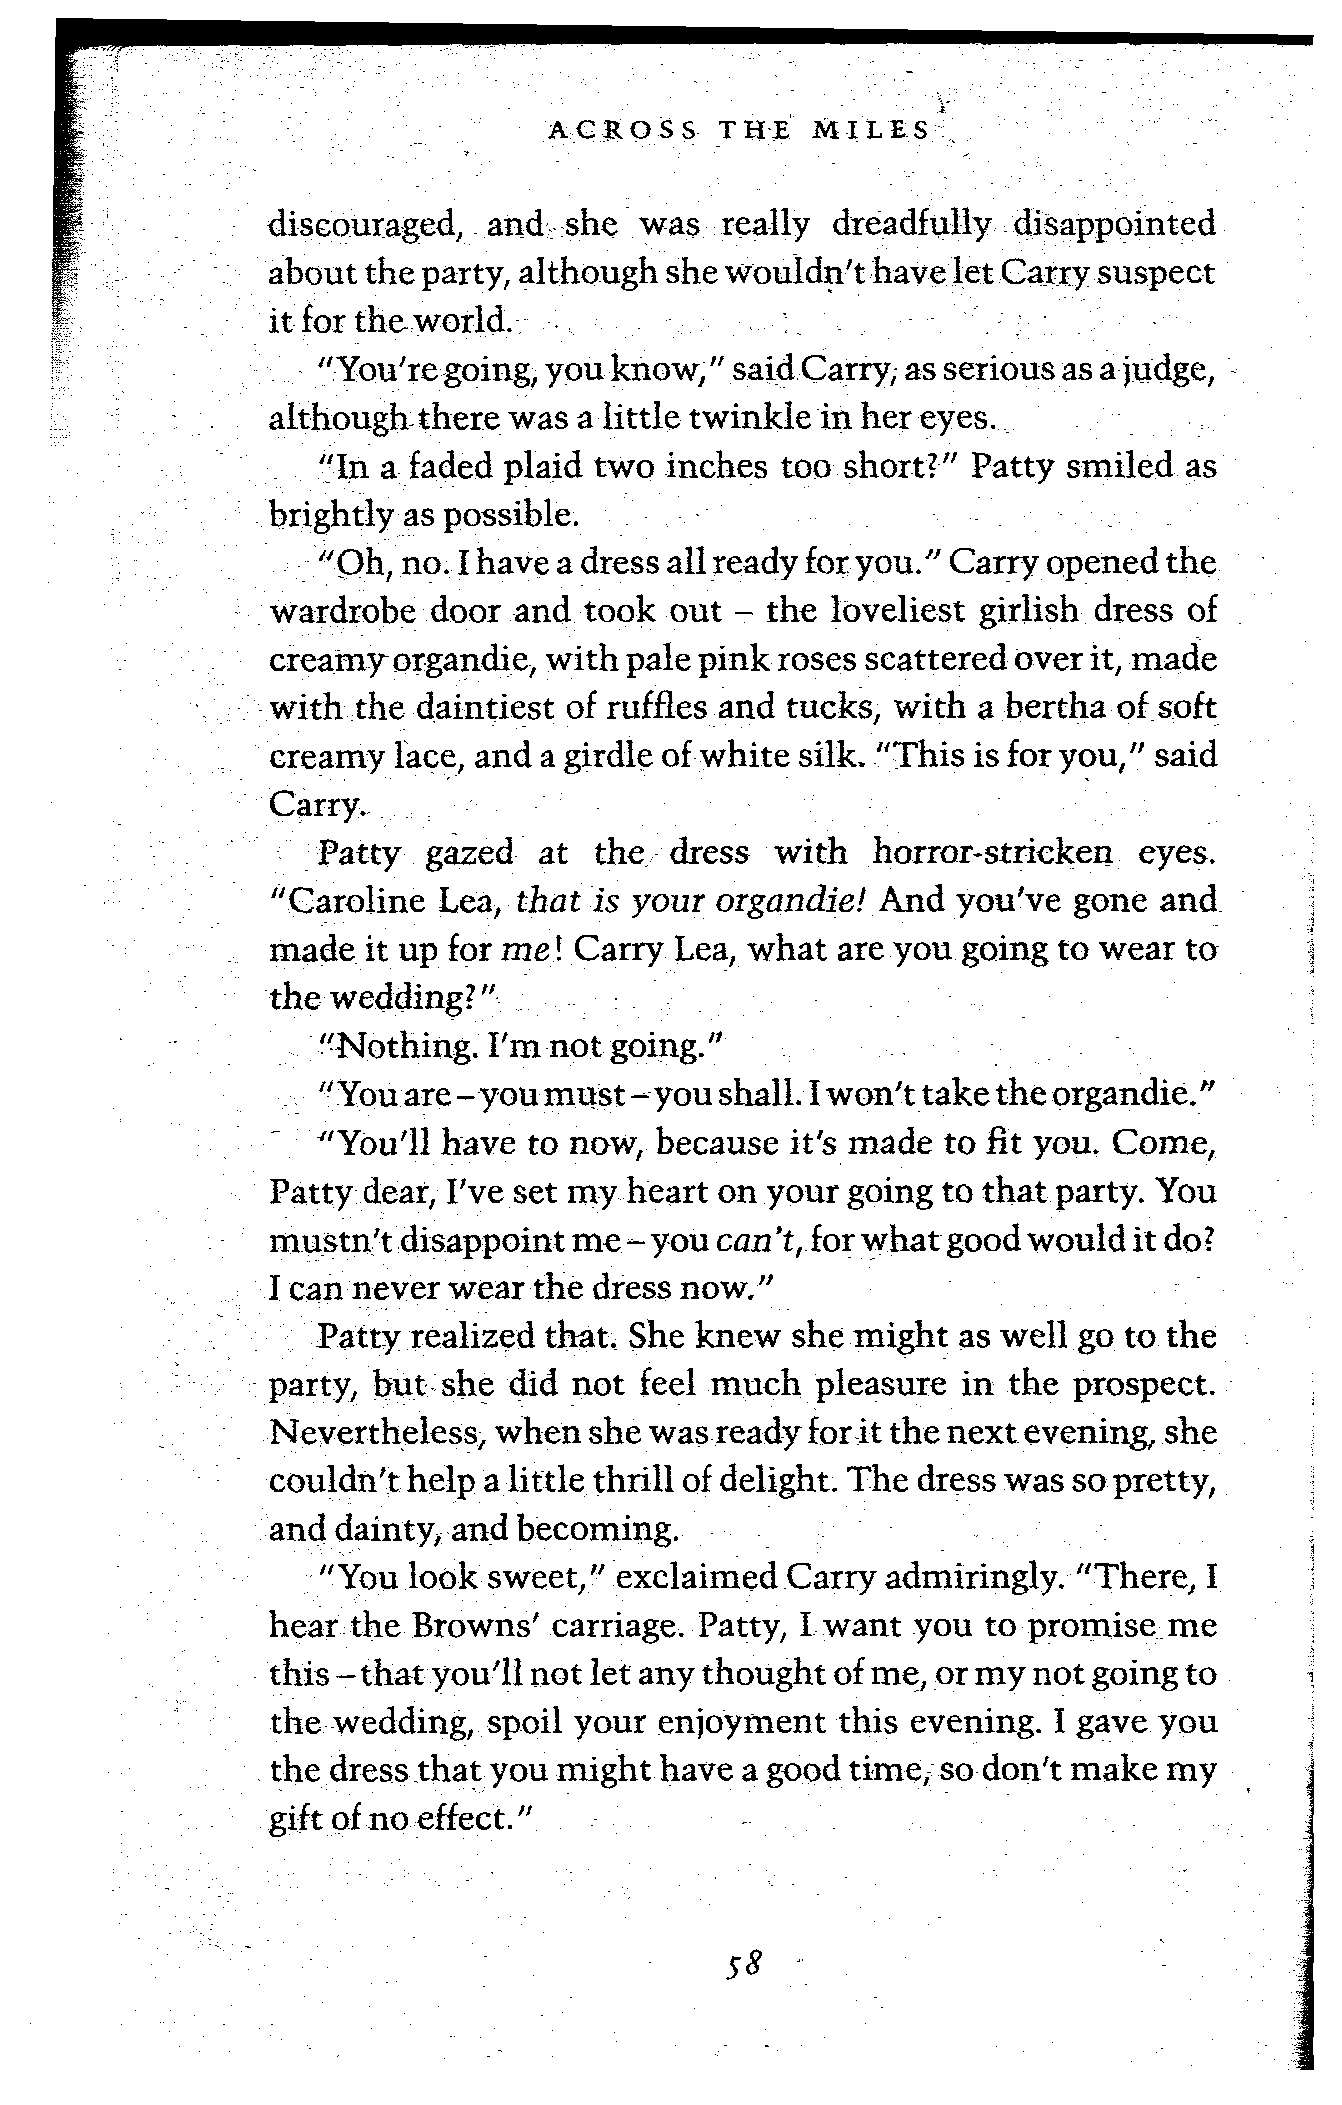 ACROSS THE MILES
discouraged, and she was really dreadfully disappointed
about the party, although she wouldn't have let Carry suspect
it for the world.
"You're going, you know," said Carry, as serious as a judge,
although there was a little twinkle in her eyes.
"In a faded plaid two inches too short?" Patty smiled as
brightly as possible.
"Oh, no. I have a dress all ready for you." Carry opened the
wardrobe door and took out – the loveliest girlish dress of
creamy organdie, with pale pink roses scattered over it, made
with the daintiest of ruffles and tucks, with a bertha of soft
creamy lace, and a girdle of white silk. "This is for you," said
Carry.
Patty gazed at the dress with horror-stricken eyes.
"Caroline Lea, that is your organdie! And you've gone and
made it up for me! Carry Lea, what are you going to wear to
the wedding?"
"Nothing. I'm not going."
"You are – you must – you shall. I won't take the organdie."
"You'll have to now, because it's made to fit you. Come,
Patty dear, I've set my heart on your going to that party. You
mustn't disappoint me – you can't, for what good would it do?
I can never wear the dress now."
Patty realized that. She knew she might as well go to the
party, but she did not feel much pleasure in the prospect.
Nevertheless, when she was ready for it the next evening, she
couldn't help a little thrill of delight. The dress was so pretty,
and dainty, and becoming.
"You look sweet," exclaimed Carry admiringly. "There, I
hear the Browns' carriage. Patty, I want you to promise me
this – that you'll not let any thought of me, or my not going to
the wedding, spoil your enjoyment this evening. I gave you
the dress that you might have a good time, so don't make my
gift of no effect."
58